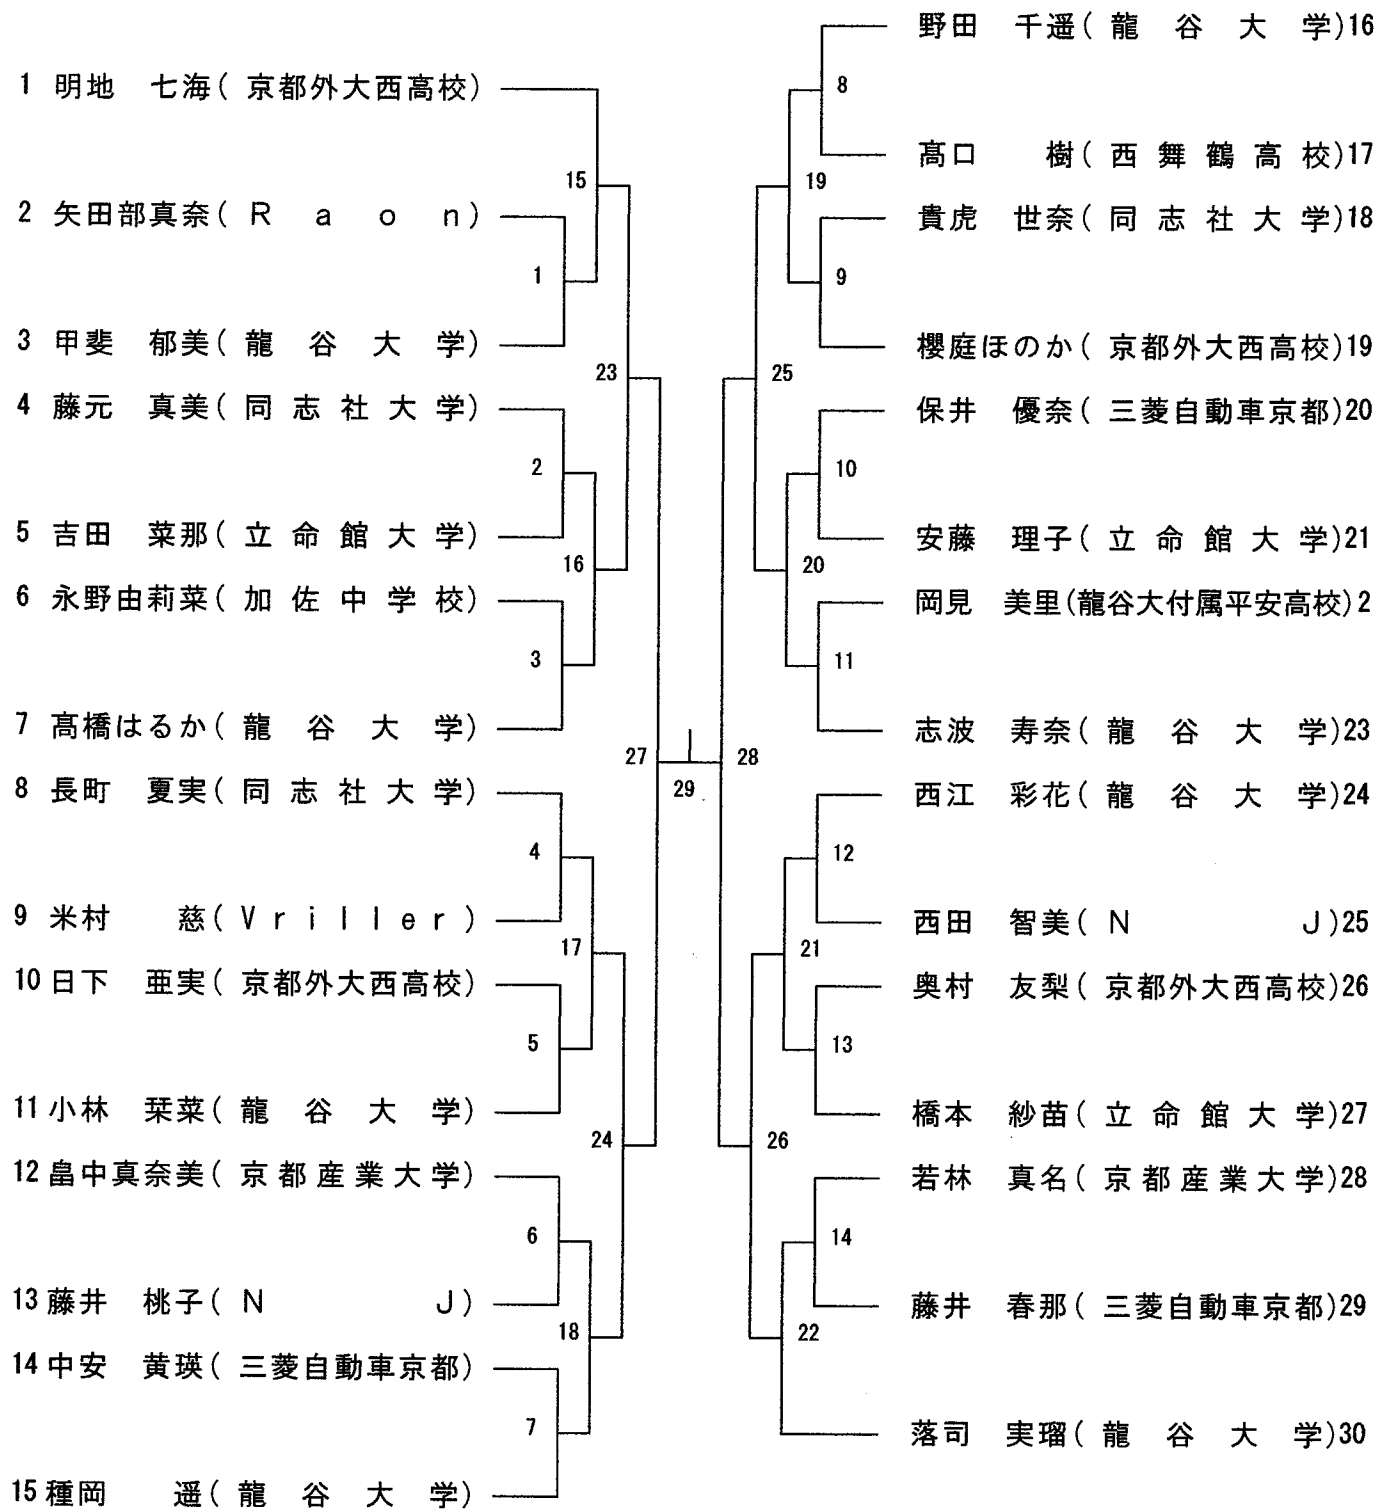 1 明地 七海( 京都外大西高校)
2 矢田部真奈( R a o n)
3 甲斐 郁美( 龍 谷 大 学)
4 藤元 真美( 同 志 社 大 学)
5 吉田 菜那( 立 命 館 大 学)
6 永野由莉菜( 加 佐 中 学 校)
7 髙橋はるか( 龍 谷 大 学)
8 長町 夏実( 同 志 社 大 学)
9 米村 慈( V r i l l e r )
10 日下 亜実( 京都外大西高校)
11 小林 栞菜( 龍 谷 大 学)
12 畠中真奈美( 京 都 産 業 大 学)
13 藤井 桃子( N J )
14 中安 黄瑛( 三菱自動車京都)
15 種岡 遥( 龍 谷 大 学)
15
1
23
2
16
3
27
4
17
5
24
6
18
7
29
28
8
19
9
25
10
20
11
12
21
13
26
14
22
野田 千遥( 龍 谷 大 学)16
髙口 樹( 西 舞 鶴 高 校)17
貴虎 世奈( 同 志 社 大 学)18
櫻庭ほのか( 京都外大西高校)19
保井 優奈( 三菱自動車京都)20
安藤 理子( 立 命 館 大 学)21
岡見 美里(龍谷大付属平安高校)2
志波 寿奈( 龍 谷 大 学)23
西江 彩花( 龍 谷 大 学)24
西田 智美( N J )25
奥村 友梨( 京都外大西高校)26
橋本 紗苗( 立 命 館 大 学)27
若林 真名( 京 都 産 業 大 学)28
藤井 春那( 三菱自動車京都)29
落司 実瑠( 龍 谷 大 学)30